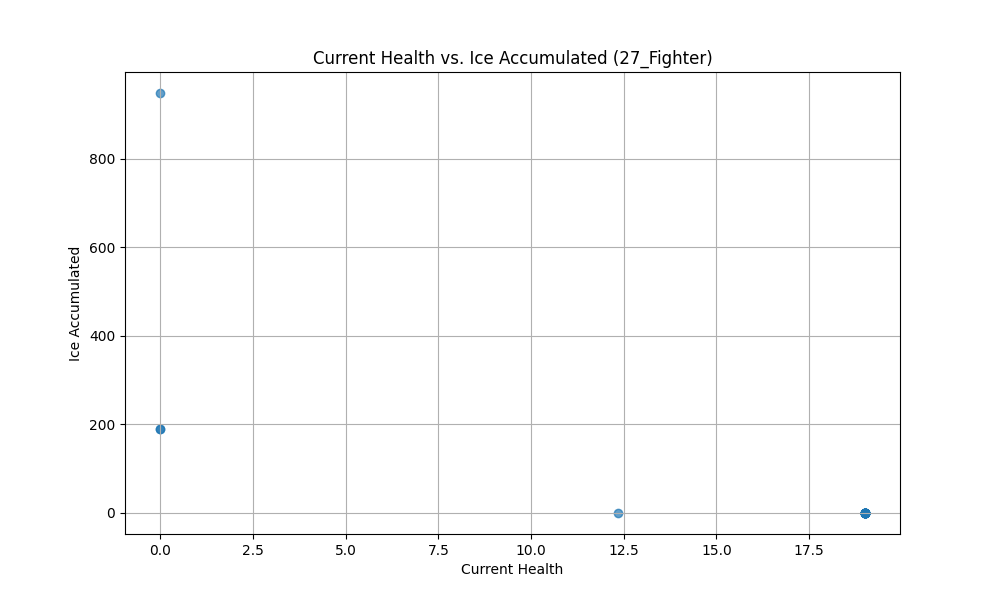 Current Health vs. Ice Accumulated (27_Fighter)
Ice Accumulated
800
600
400
200
0
0.0 2.5 5.0 7.5 10.0 12.5 15.0 17.5
Current Health